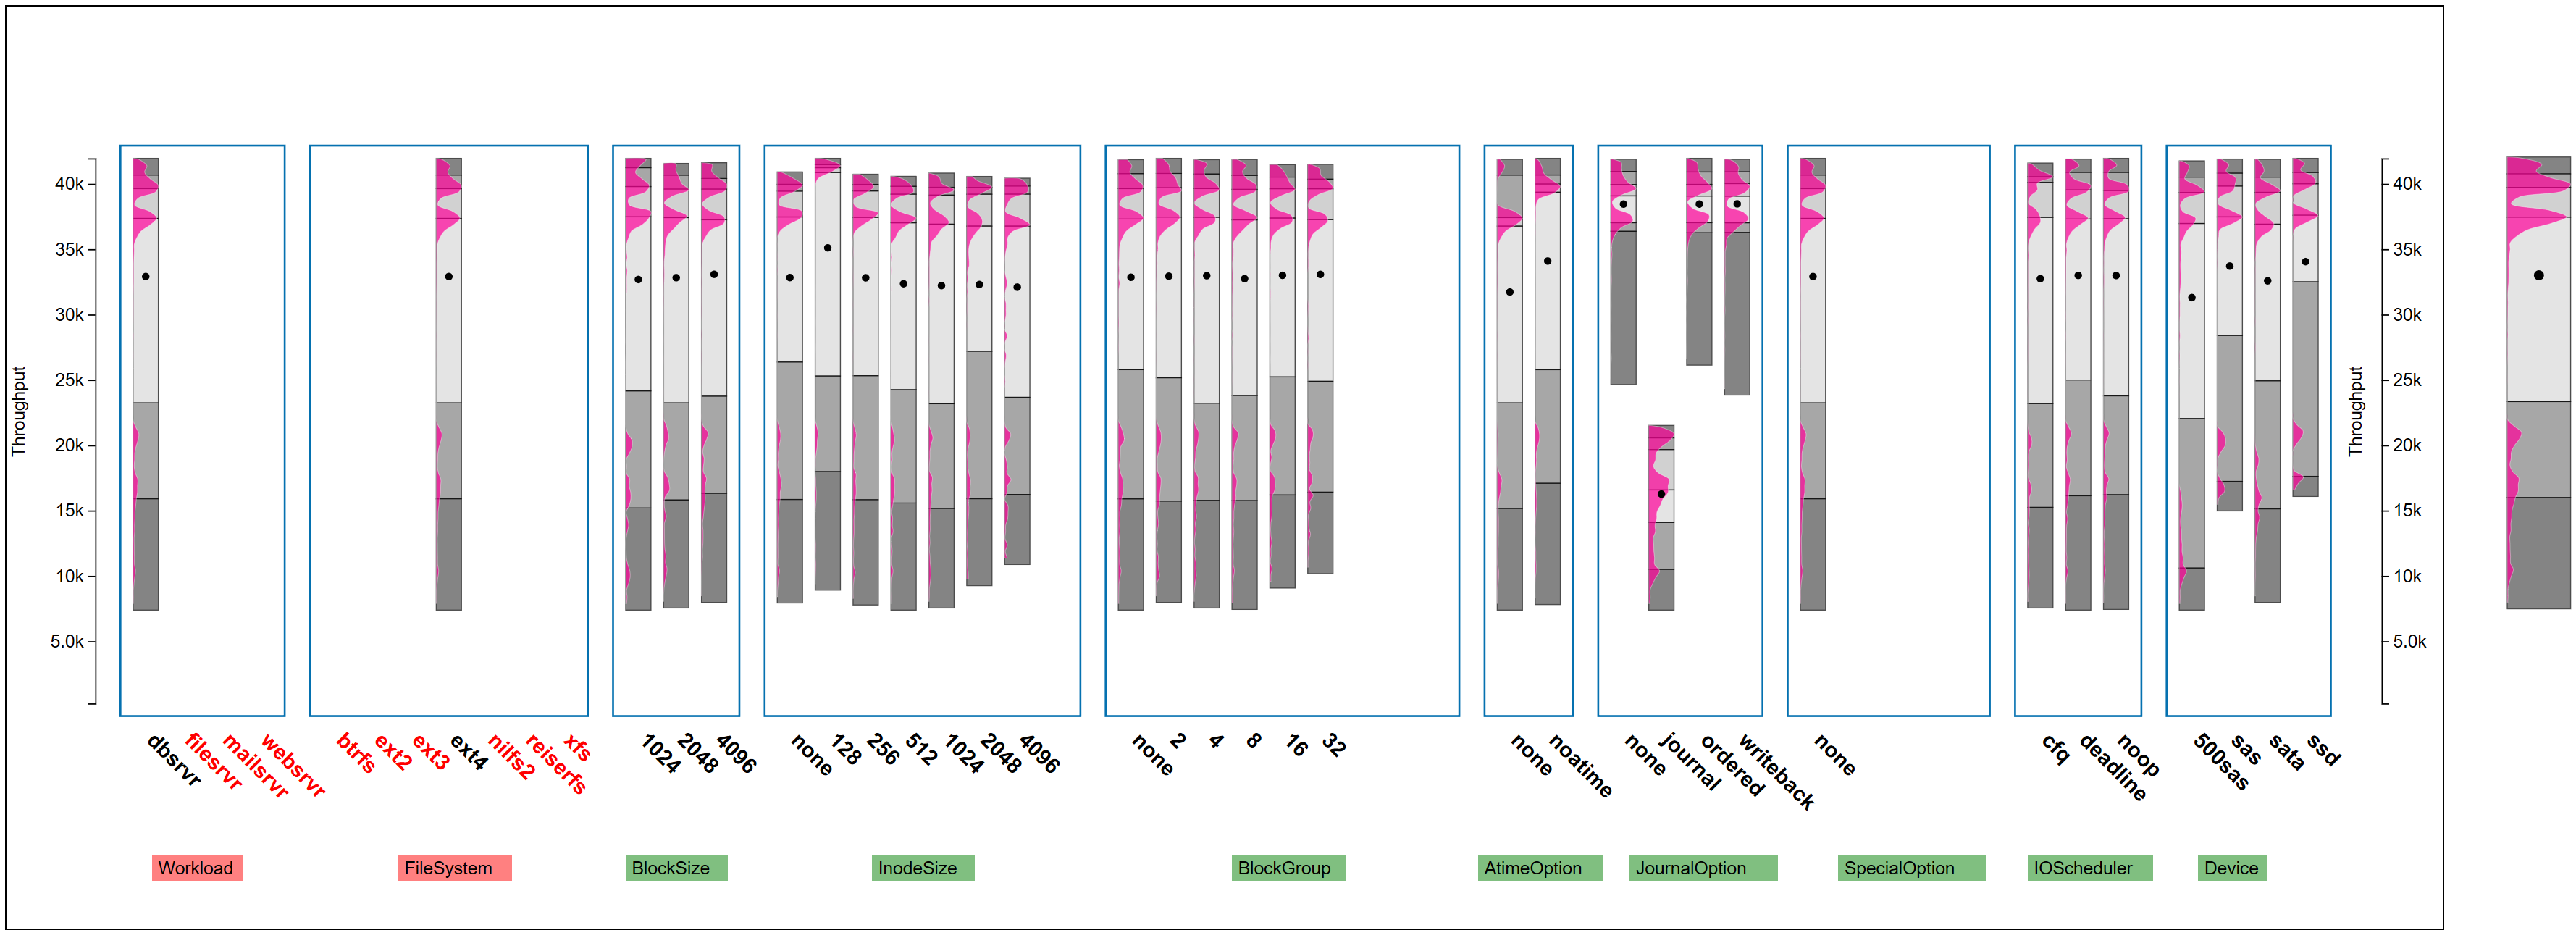 Throughput
40k
35k
30k
25k
20k
15k
10k
5.0k
dbsrvr
filesrvr
mailsrvr
websrvr
btrfs
ext2
ext3
ext4
nilfs2
reiserfs
xfs
1024
2048
4096
none
128
256
512
1024
2048
4096
none
2
4
8
16
32
none
noatime
none
journal
ordered
writeback
none
cfq
deadline
noop
500sas
sas
sata
ssd
Throughput
40k
35k
30k
25k
20k
15k
10k
5.0k
Workload
FileSystem
BlockSize
InodeSize
BlockGroup
AtimeOption
JournalOption
SpecialOption
IOScheduler
Device